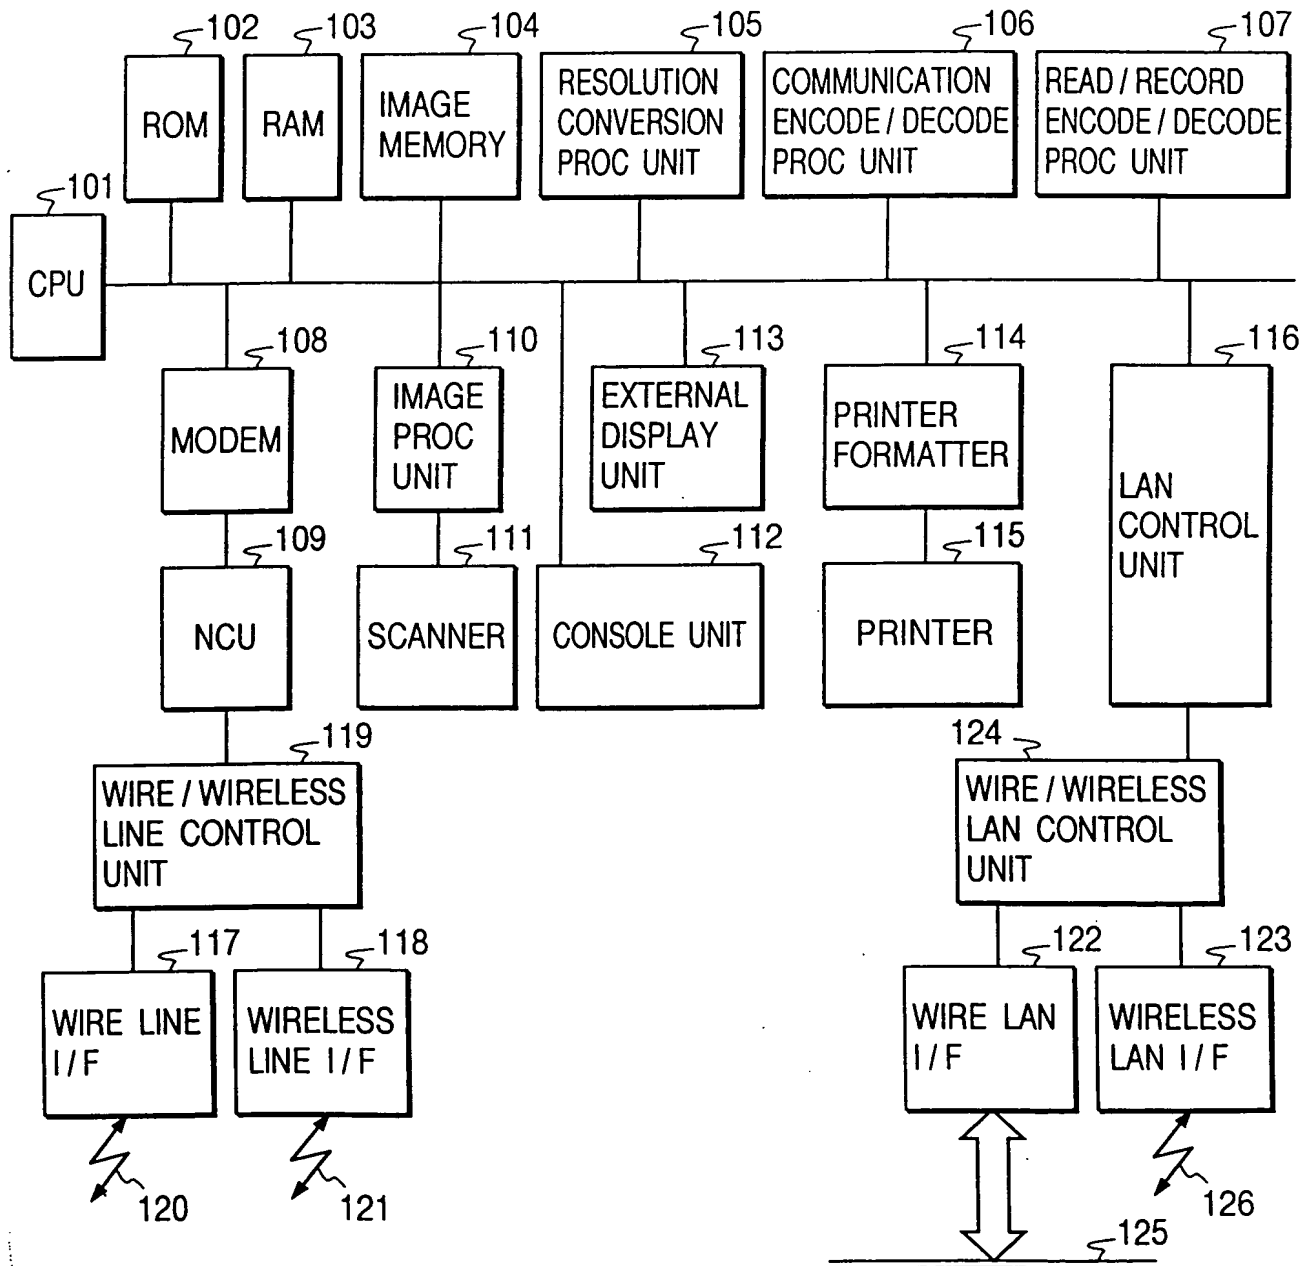 102
103
104
105
106
107
ROM
RAM
IMAGE
MEMORY
RESOLUTION
CONVERSION
PROC UNIT
COMMUNICATION
ENCODE / DECODE
PROC UNIT
READ / RECORD
ENCODE / DECODE
PROC UNIT
101
CPU
108
110
113
114
116
MODEM
IMAGE
PROC
UNIT
EXTERNAL
DISPLAY
UNIT
PRINTER
FORMATTER
LAN
CONTROL
UNIT
109
111
112
115
NCU
SCANNER
CONSOLE UNIT
PRINTER
119
124
WIRE / WIRELESS
LINE CONTROL
UNIT
WIRE / WIRELESS
LAN CONTROL
UNIT
117
118
122
123
WIRE LINE
I / F
WIRELESS
LINE I / F
WIRE LAN
I / F
WIRELESS
LAN I / F
120
121
126
125